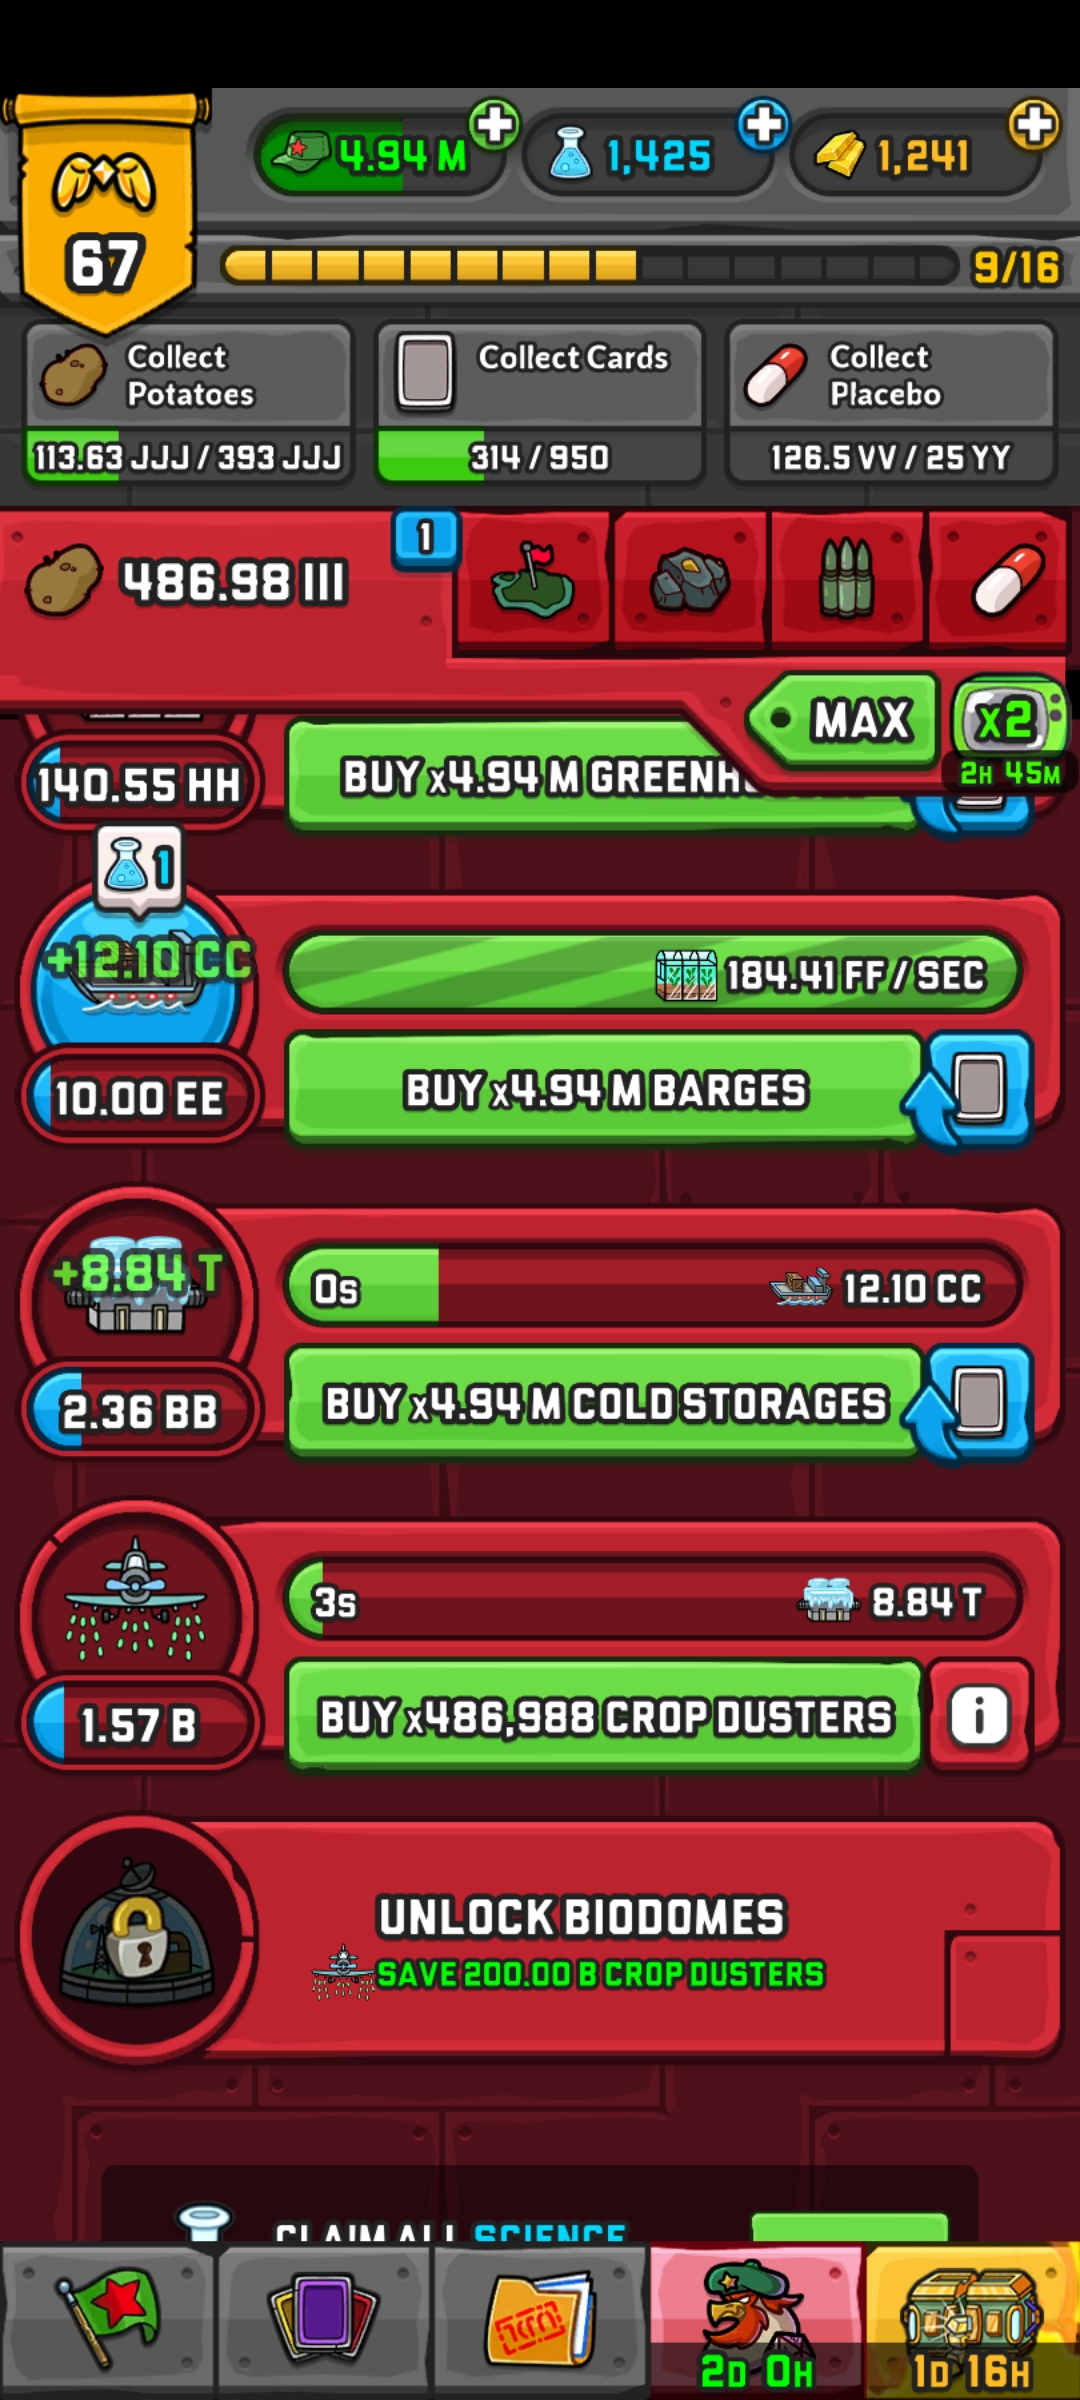 4.94 M
1,425
1,241
67
9/16
Collect
Potatoes
113.63 JJJ / 393 JJJ
Collect Cards
314 / 950
Collect
Placebo
126.5 VV / 25 YY
486.98 III
1
MAX
x2
2H 45M
140.55 HH
BUY x4.94 M
1
+12.10 CC
184.41 FF / SEC
10.00 EE
BUY x4.94 M BARGES
+8.84 T
0s
12.10 CC
2.36 BB
BUY x4.94 M COLD STORAGES
3s
8.84 T
1.57 B
BUY x486,988 CROP DUSTERS
i
UNLOCK BIODOMES
SAVE 200.00 B CROP DUSTERS
CLAIM ALL SCIENCE
2D 0H
1D 16H